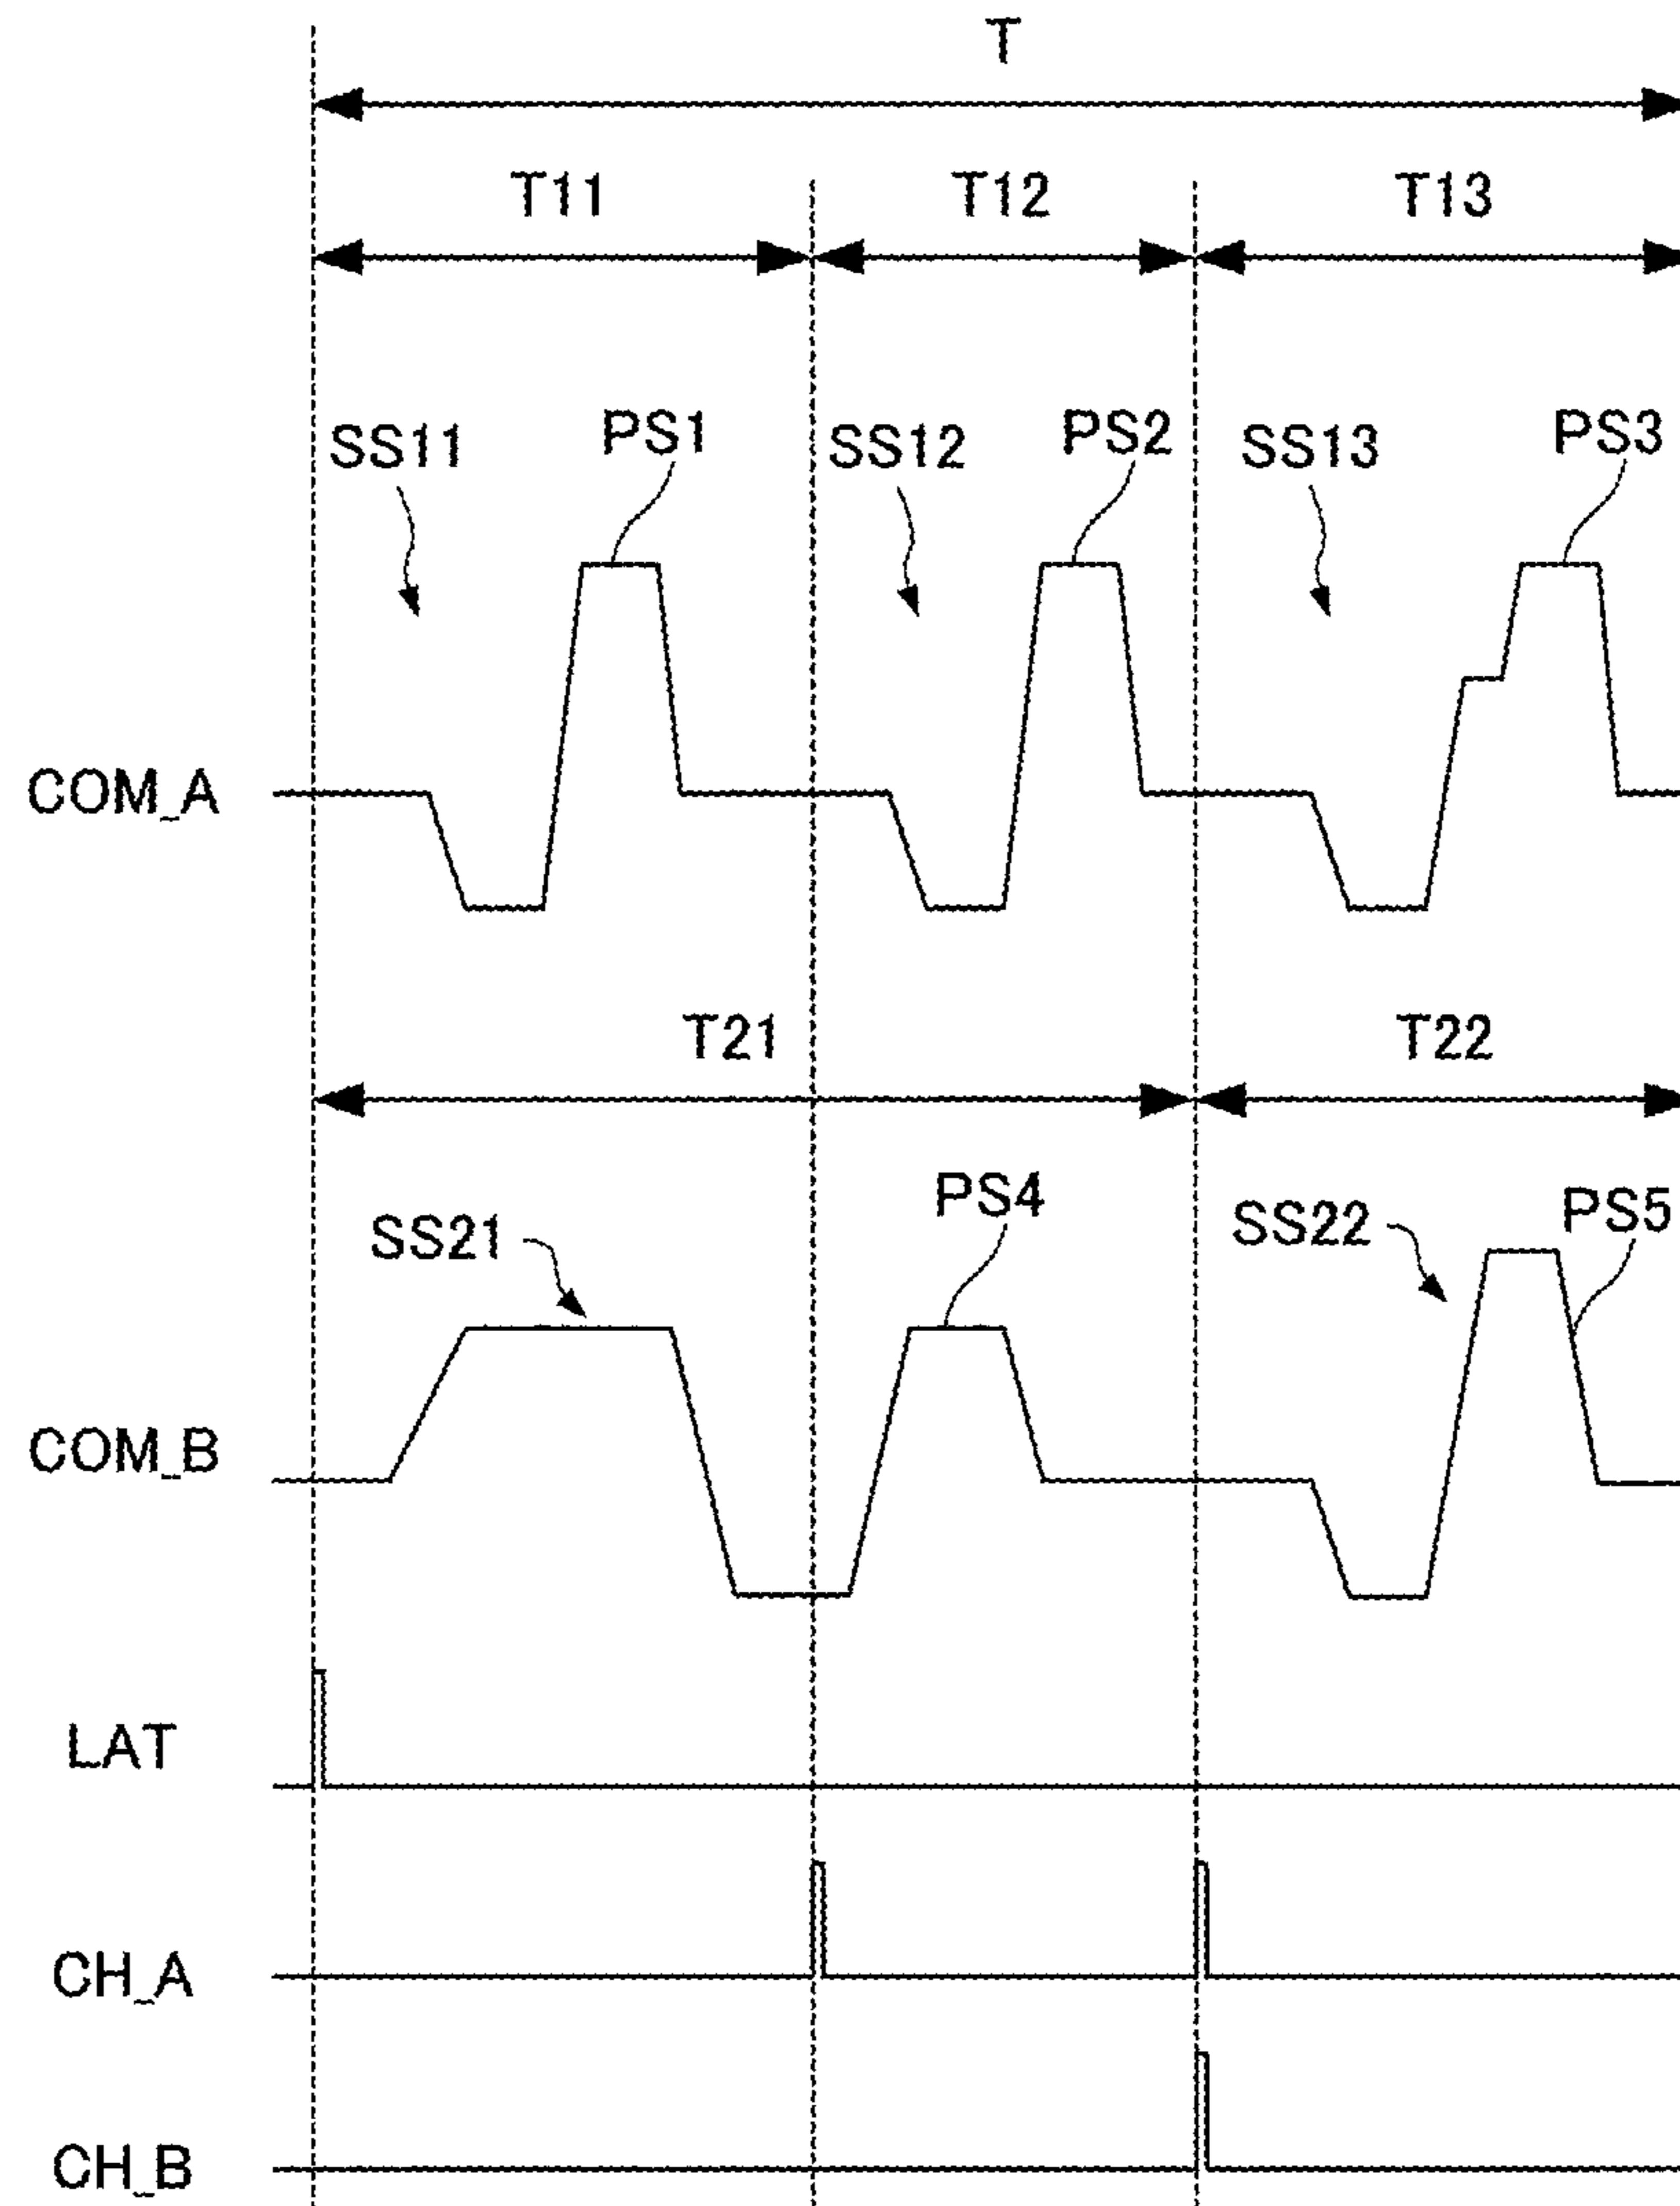 T
T11 T12 T13
SS11 PS1 SS12 PS2 SS13 PS3
COM_A
T21 T22
SS21 PS4 SS22 PS5
COM_B
LAT
CH_A
CH_B